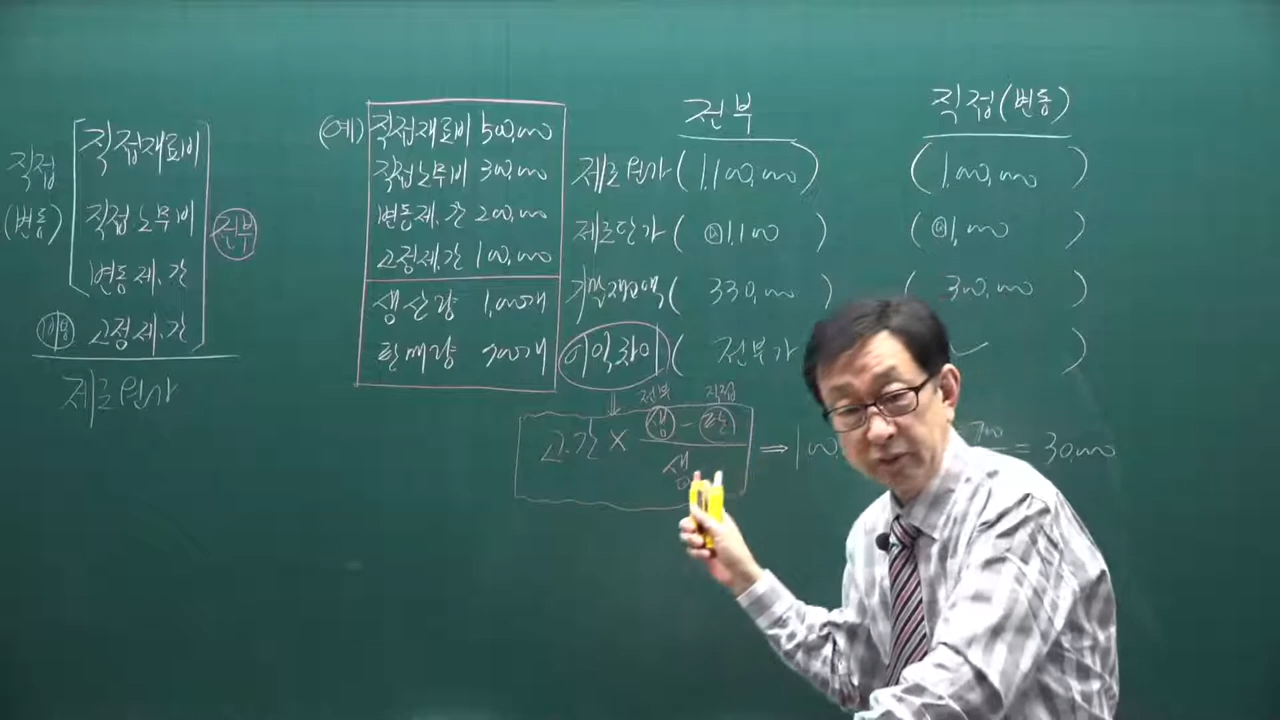 직접
(변동)
직접재료비
직접노무비
변동제.간
고정제.간
전부
제조원가
(예)
직접재료비 500,000
직접노무비 300,000
변동제.간 200,000
고정제.간 100,000
생산량 1,000개
판매량 700개
전부
직접(변동)
제조원가 (1,100,000) (1,000,000)
제조단가 (@1,100) (@1,000)
기말재고액 (330,000) (300,000)
이익차이 (전부가
전부 직접
고.간 × 생 - 판
생
⇒ 100,
700
= 30,000